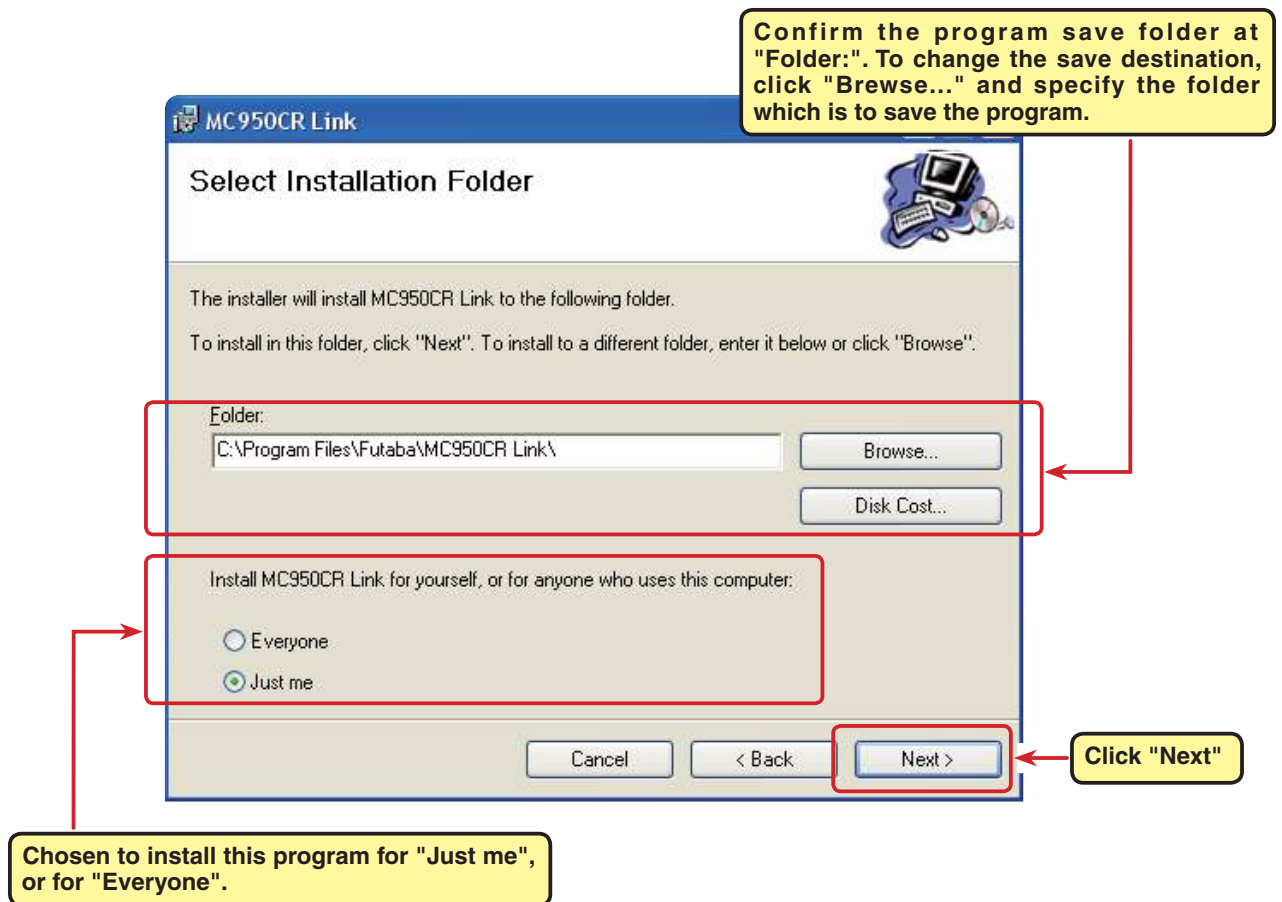 Confirm the program save folder at
"Folder:". To change the save destination,
click "Brewse..." and specify the folder
which is to save the program.
MC950CR Link
Select Installation Folder
The installer will install MC950CR Link to the following folder.
To install in this folder, click "Next". To install to a different folder, enter it below or click "Browse".
Folder:
C:\Program Files\Futaba\MC950CR Link\
Browse...
Disk Cost...
Install MC950CR Link for yourself, or for anyone who uses this computer:
Everyone
Just me
Cancel
< Back
Next >
Click "Next"
Chosen to install this program for "Just me",
or for "Everyone".